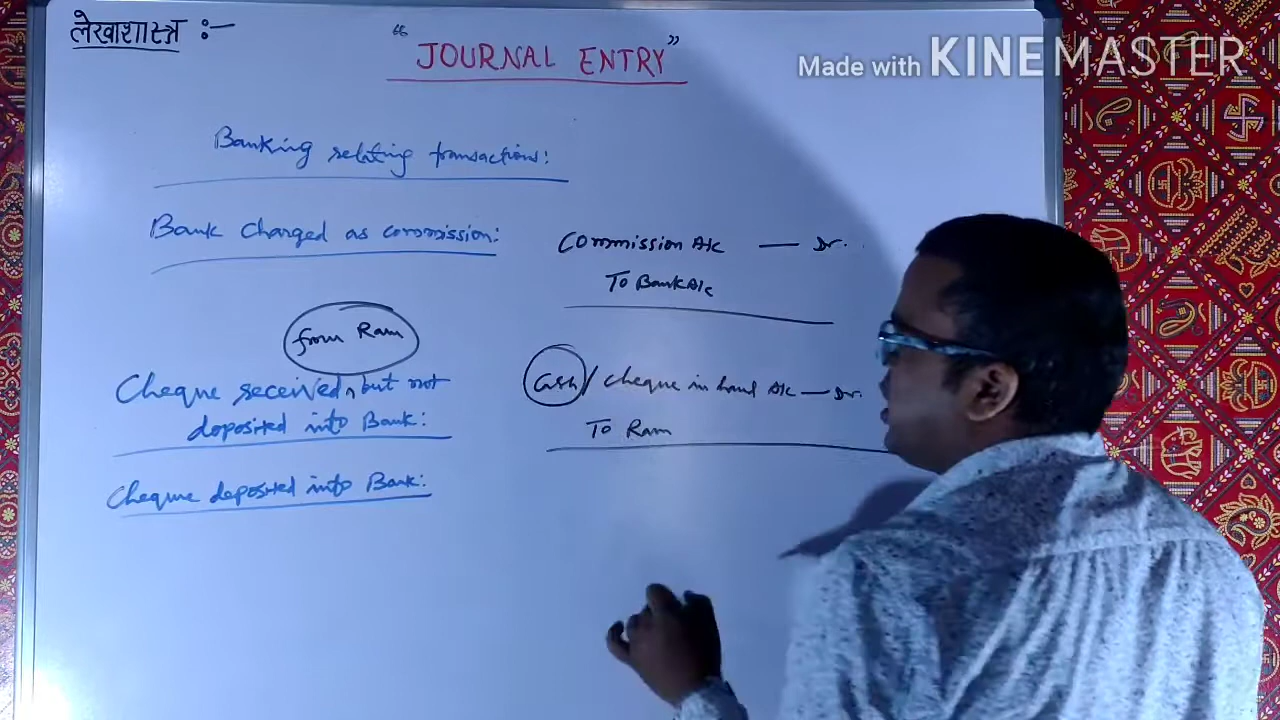 लेखाशास्त्र :-
"JOURNAL ENTRY"
Made with KINEMASTER
Banking relating transactions:
Bank charged as commission:
Commission A/c — Dr.
To Bank A/c
from Ram
Cheque received, but not
deposited into Bank:
Cash/ cheque in hand A/c — Dr.
To Ram
Cheque deposited into Bank: